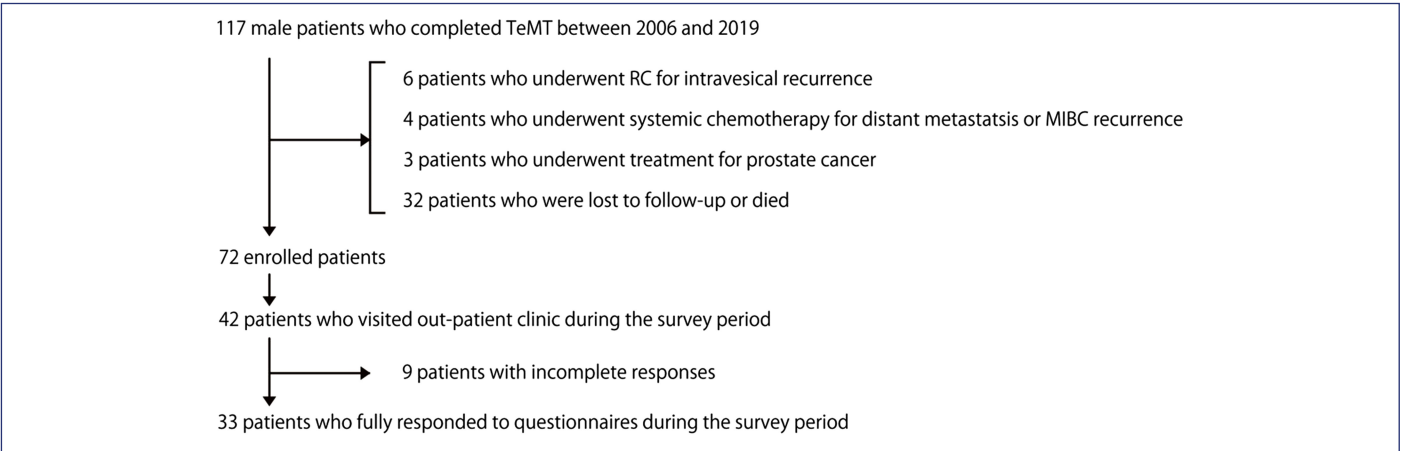 117 male patients who completed TeMT between 2006 and 2019
6 patients who underwent RC for intravesical recurrence
4 patients who underwent systemic chemotherapy for distant metastatsis or MIBC recurrence
3 patients who underwent treatment for prostate cancer
32 patients who were lost to follow-up or died
72 enrolled patients
42 patients who visited out-patient clinic during the survey period
9 patients with incomplete responses
33 patients who fully responded to questionnaires during the survey period